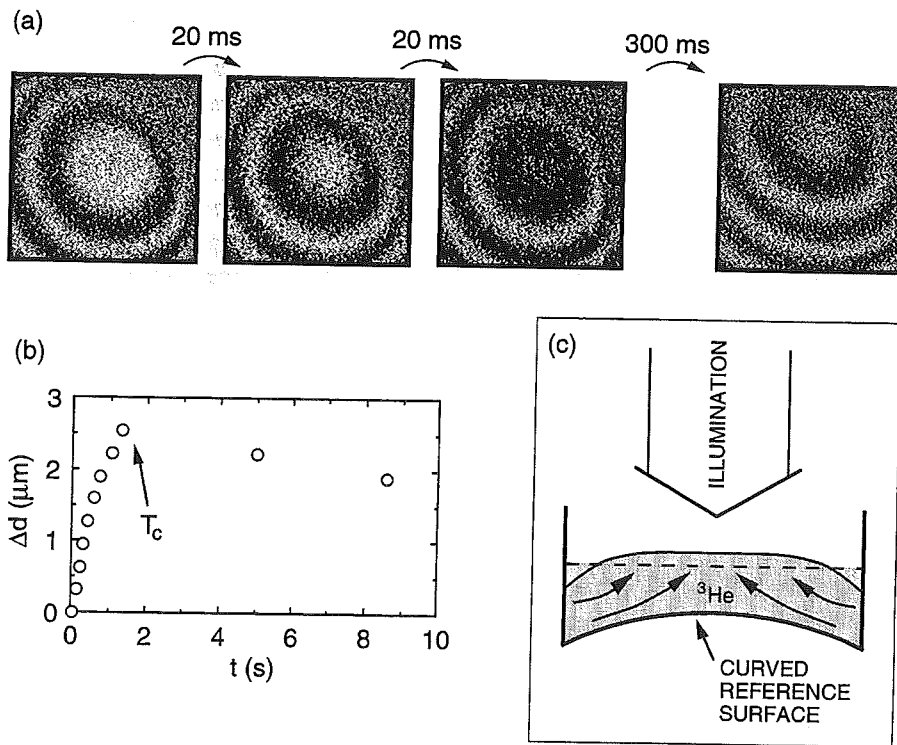 (a)
20 ms
20 ms
300 ms
(b)
3
2
1
0
Δd (μm)
T_c
0 2 4 6 8 10
t (s)
(c)
ILLUMINATION
³He
CURVED
REFERENCE
SURFACE